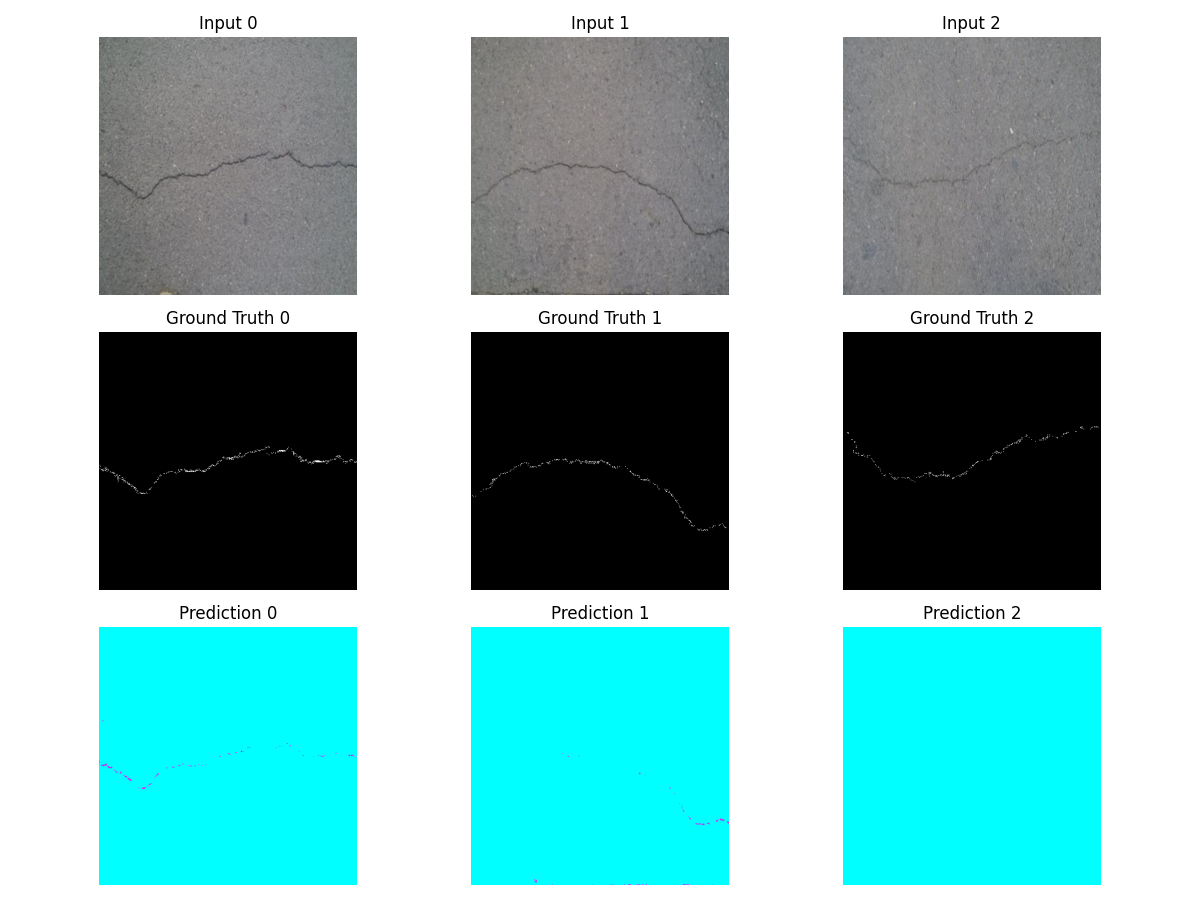 Input 0
Input 1
Input 2
Ground Truth 0
Ground Truth 1
Ground Truth 2
Prediction 0
Prediction 1
Prediction 2